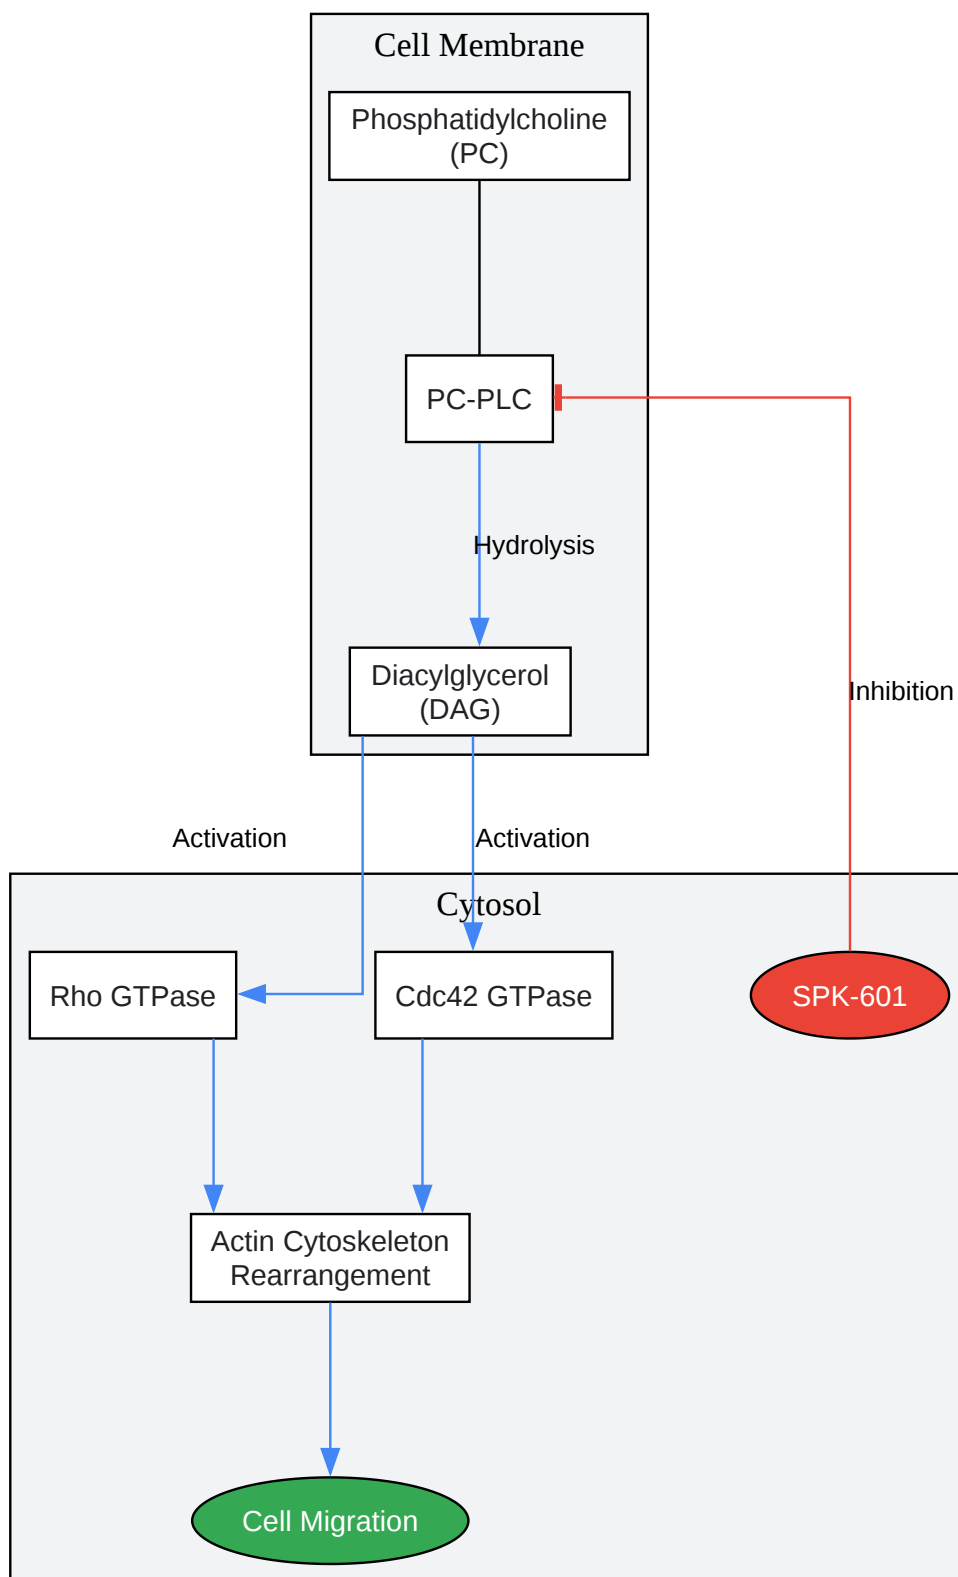 Cell Membrane
Phosphatidylcholine
(PC)
PC-PLC
Hydrolysis
Diacylglycerol
(DAG)
Inhibition
Activation
Activation
Cytosol
Rho GTPase
Cdc42 GTPase
SPK-601
Actin Cytoskeleton
Rearrangement
Cell Migration